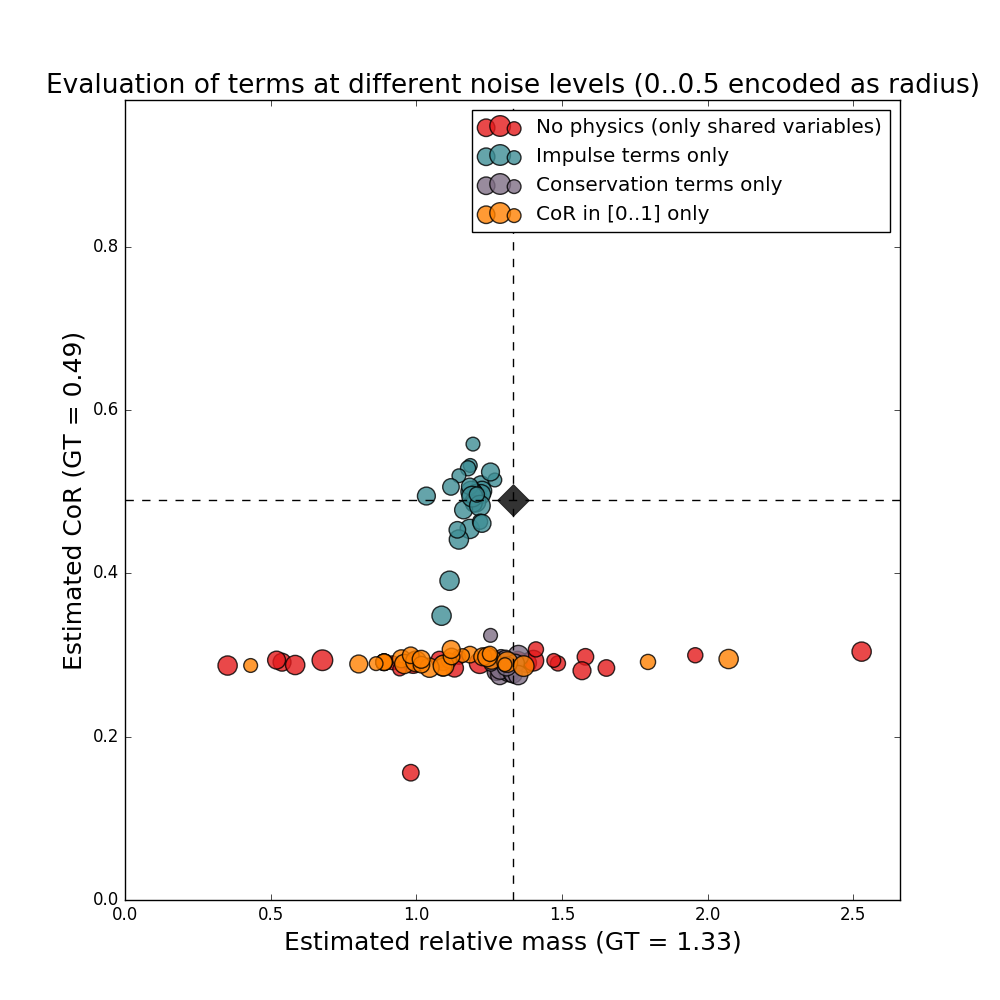 Evaluation of terms at different noise levels (0..0.5 encoded as radius)
No physics (only shared variables)
Impulse terms only
Conservation terms only
CoR in [0..1] only
0.8
0.6
0.4
0.2
0.0
Estimated CoR (GT = 0.49)
0.0 0.5 1.0 1.5 2.0 2.5
Estimated relative mass (GT = 1.33)